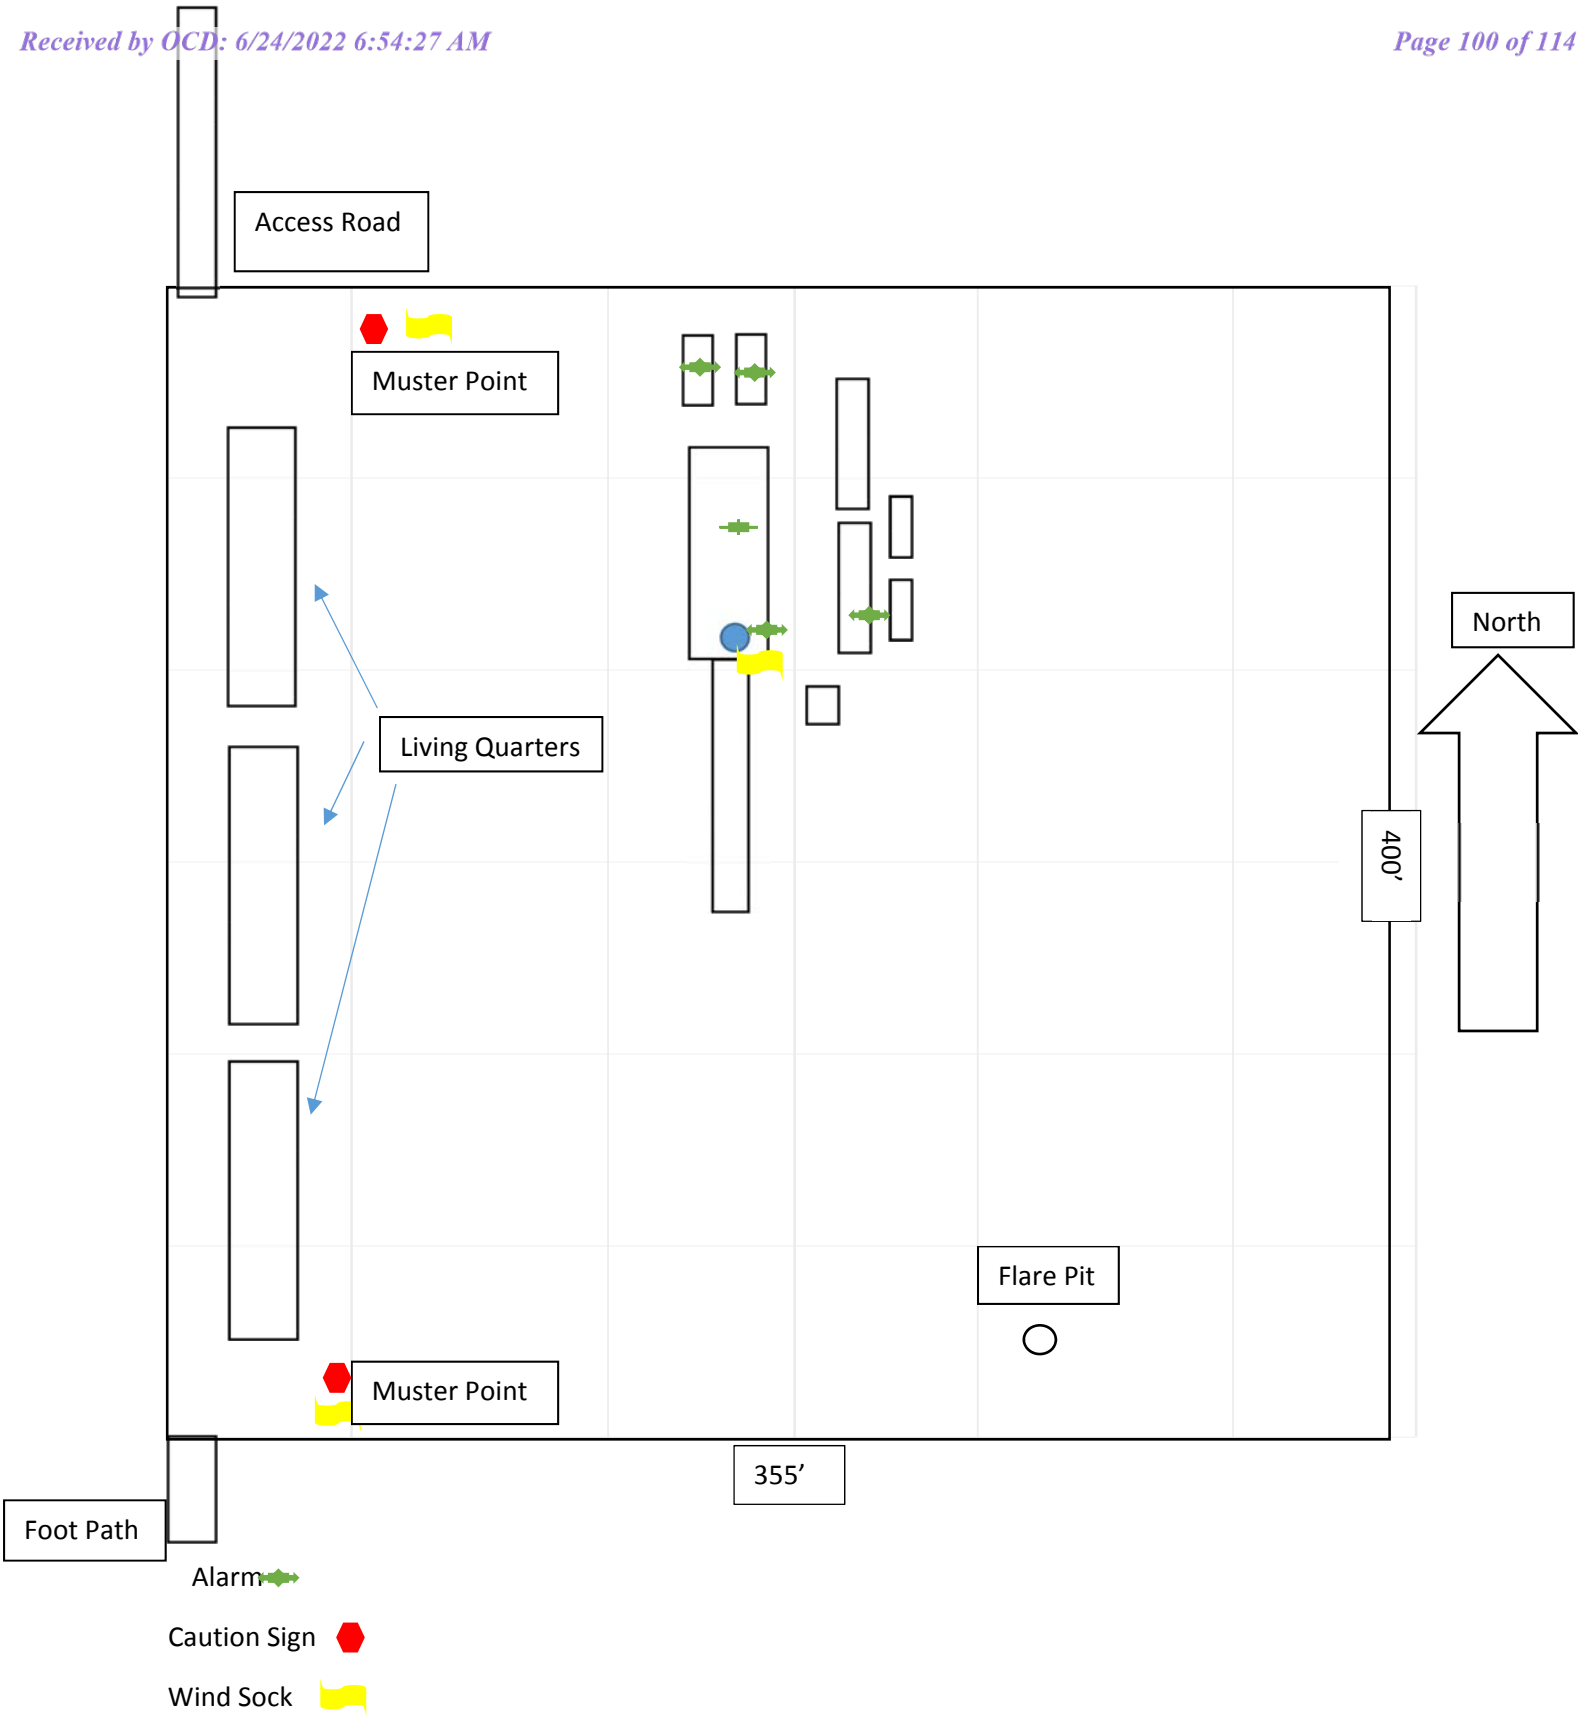 Received by OCD: 6/24/2022 6:54:27 AM
Page 100 of 114
Access Road
Muster Point
North
Living Quarters
400’
Flare Pit
Muster Point
355’
Foot Path
Alarm
Caution Sign
Wind Sock